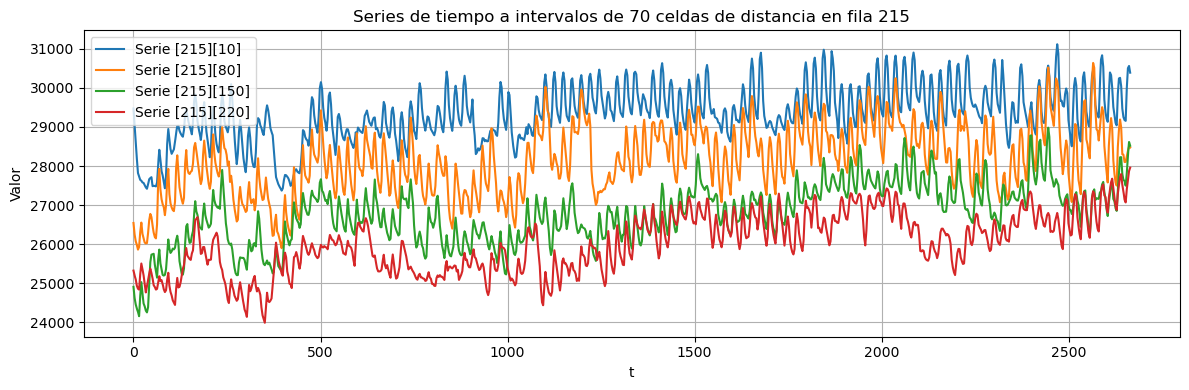 Series de tiempo a intervalos de 70 celdas de distancia en fila 215
Serie [215][10]
Serie [215][80]
Serie [215][150]
Serie [215][220]
Valor
31000
30000
29000
28000
27000
26000
25000
24000
0 500 1000 1500 2000 2500
t